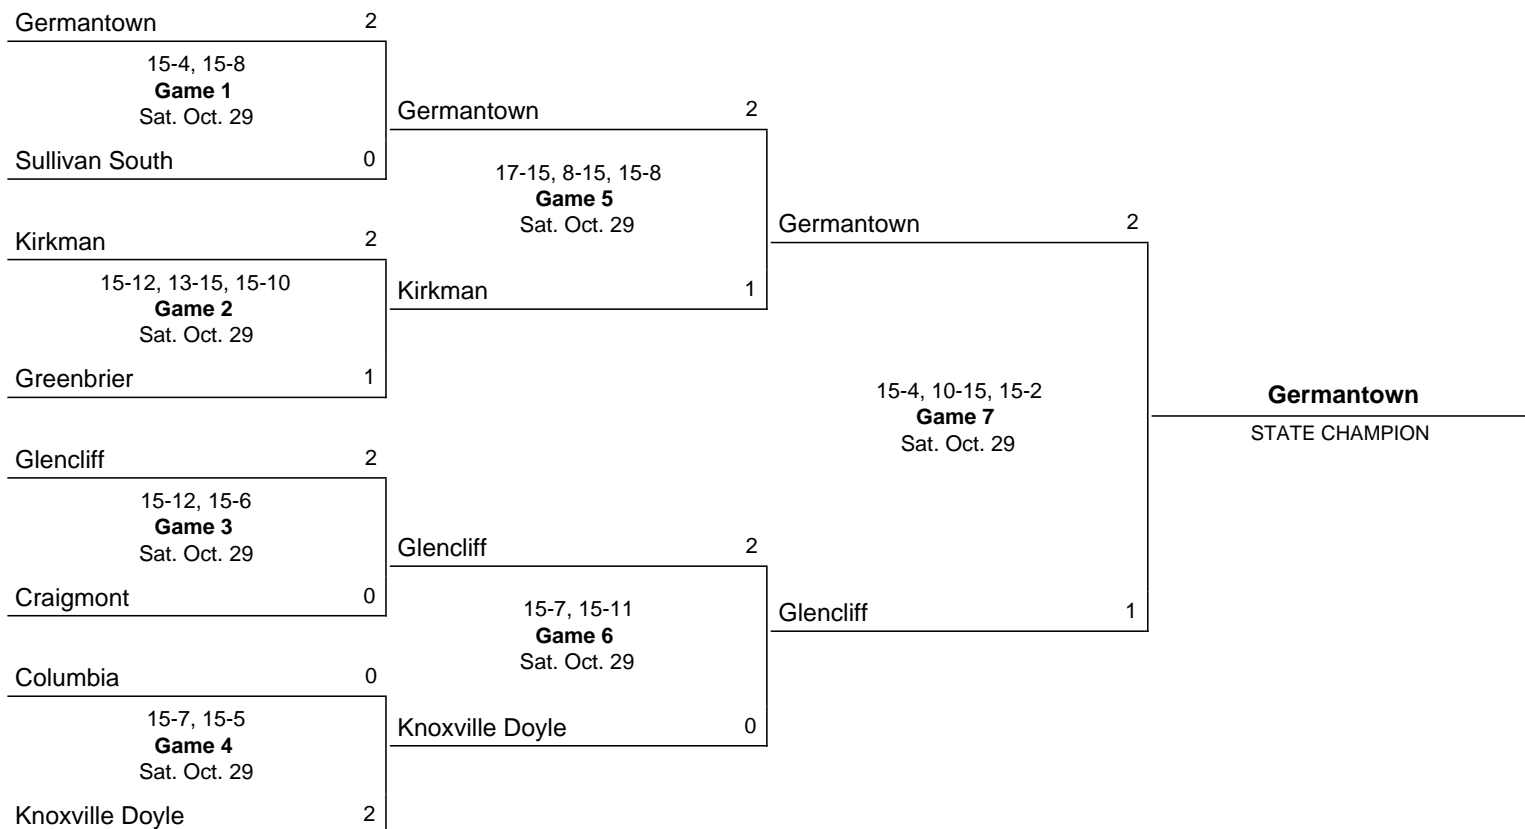 Germantown 2
15-4, 15-8
Game 1
Sat. Oct. 29
Sullivan South 0
Kirkman 2
15-12, 13-15, 15-10
Game 2
Sat. Oct. 29
Greenbrier 1
Glencliff 2
15-12, 15-6
Game 3
Sat. Oct. 29
Craigmont 0
Columbia 0
15-7, 15-5
Game 4
Sat. Oct. 29
Knoxville Doyle 2
Germantown 2
17-15, 8-15, 15-8
Game 5
Sat. Oct. 29
Kirkman 1
Glencliff 2
15-7, 15-11
Game 6
Sat. Oct. 29
Knoxville Doyle 0
Germantown 2
15-4, 10-15, 15-2
Game 7
Sat. Oct. 29
Glencliff 1
Germantown
STATE CHAMPION